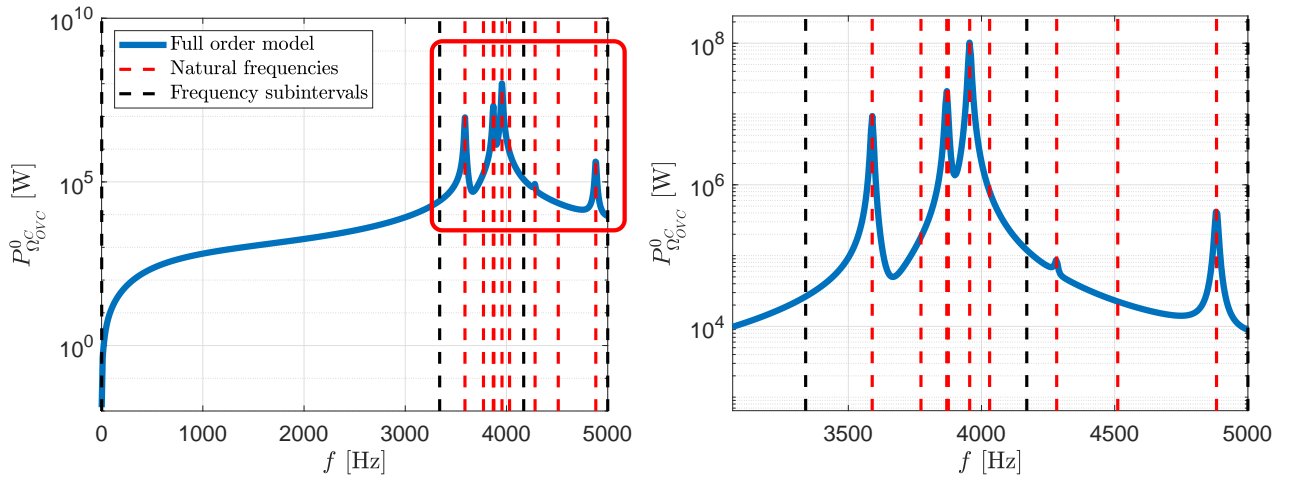 10^10
10^5
10^0
P^0_{Ω^C_{OVC}} [W]
Full order model
Natural frequencies
Frequency subintervals
0 1000 2000 3000 4000 5000
f [Hz]
10^8
10^6
10^4
P^0_{Ω^C_{OVC}} [W]
3500 4000 4500 5000
f [Hz]